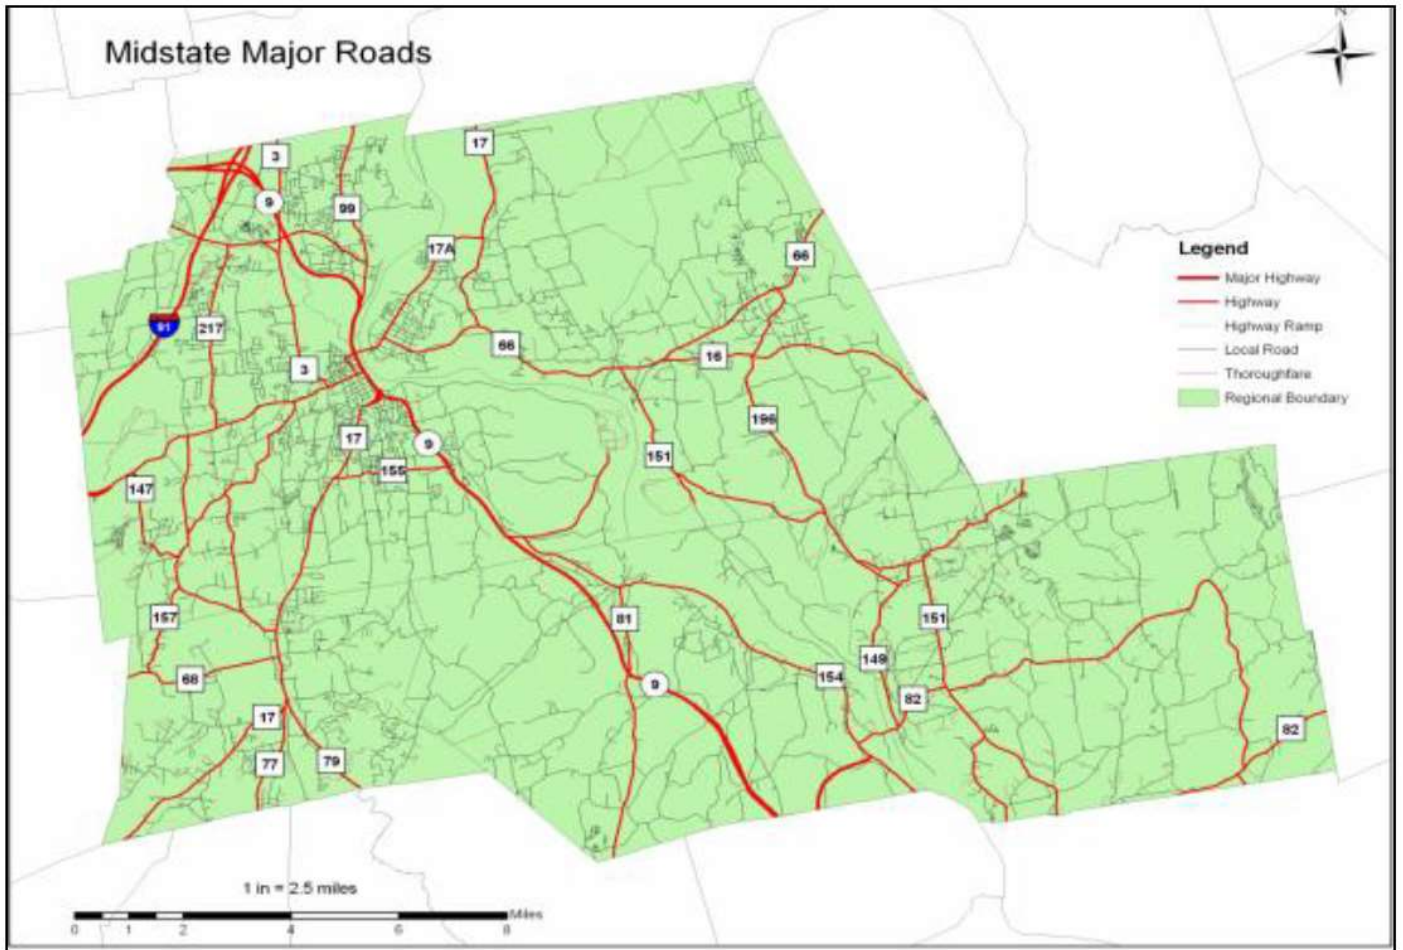 Midstate Major Roads
3
17
9
99
17A
66
Legend
Major Highway
91
217
Highway
Highway Ramp
66
Local Road
3
16
Thoroughfare
Regional Boundary
196
17
9
155
151
147
157
81
151
149
68
9
154
82
17
82
77
79
1 in = 2.5 miles
Miles
0 1 2 4 6 8